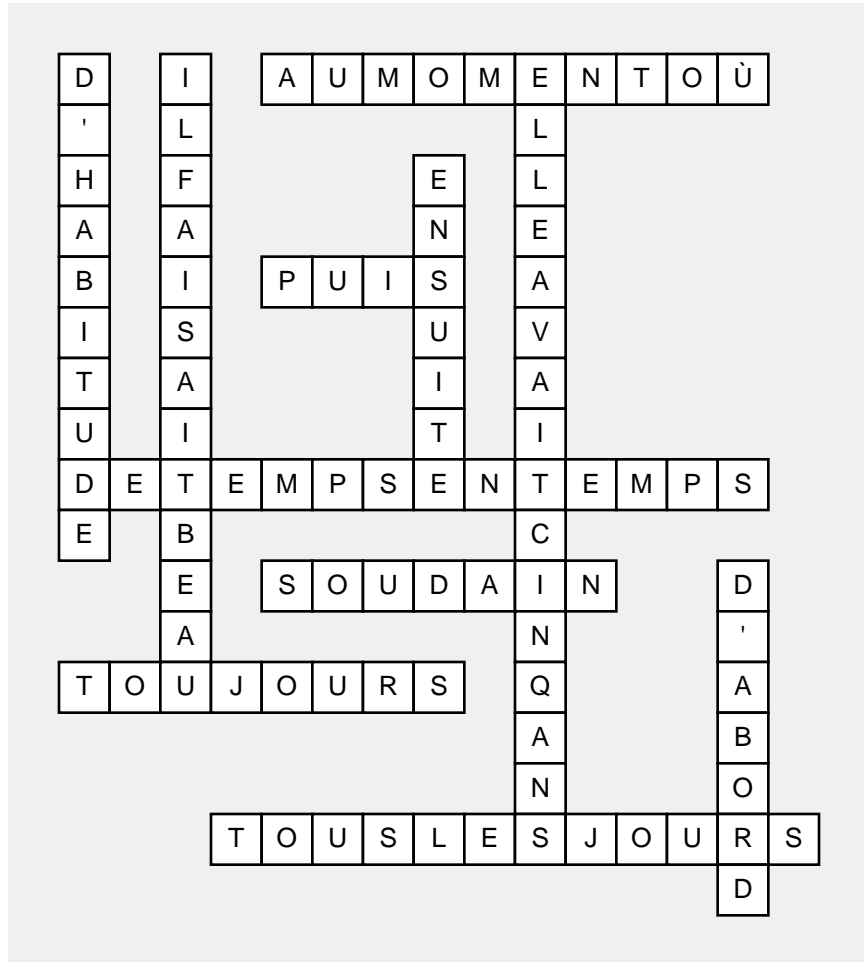 D'HABITUDE
ILFAISAITBEAU
AUMOMENTOÙ
ELLEAVAITCINQANS
ENSUITE
PUIS
DETEMPSENTEMPS
SOUDAIN
D'ABORD
TOUJOURS
TOUSLESJOURS